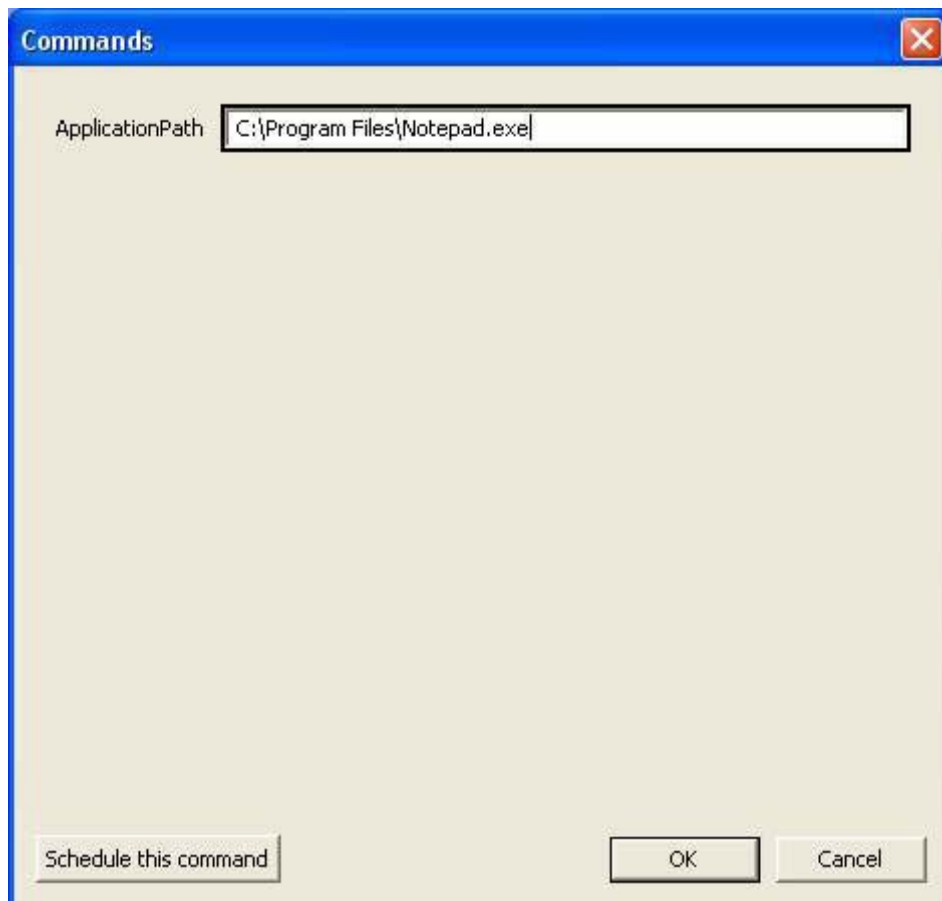 Commands
ApplicationPath C:\Program Files\Notepad.exe
Schedule this command OK Cancel